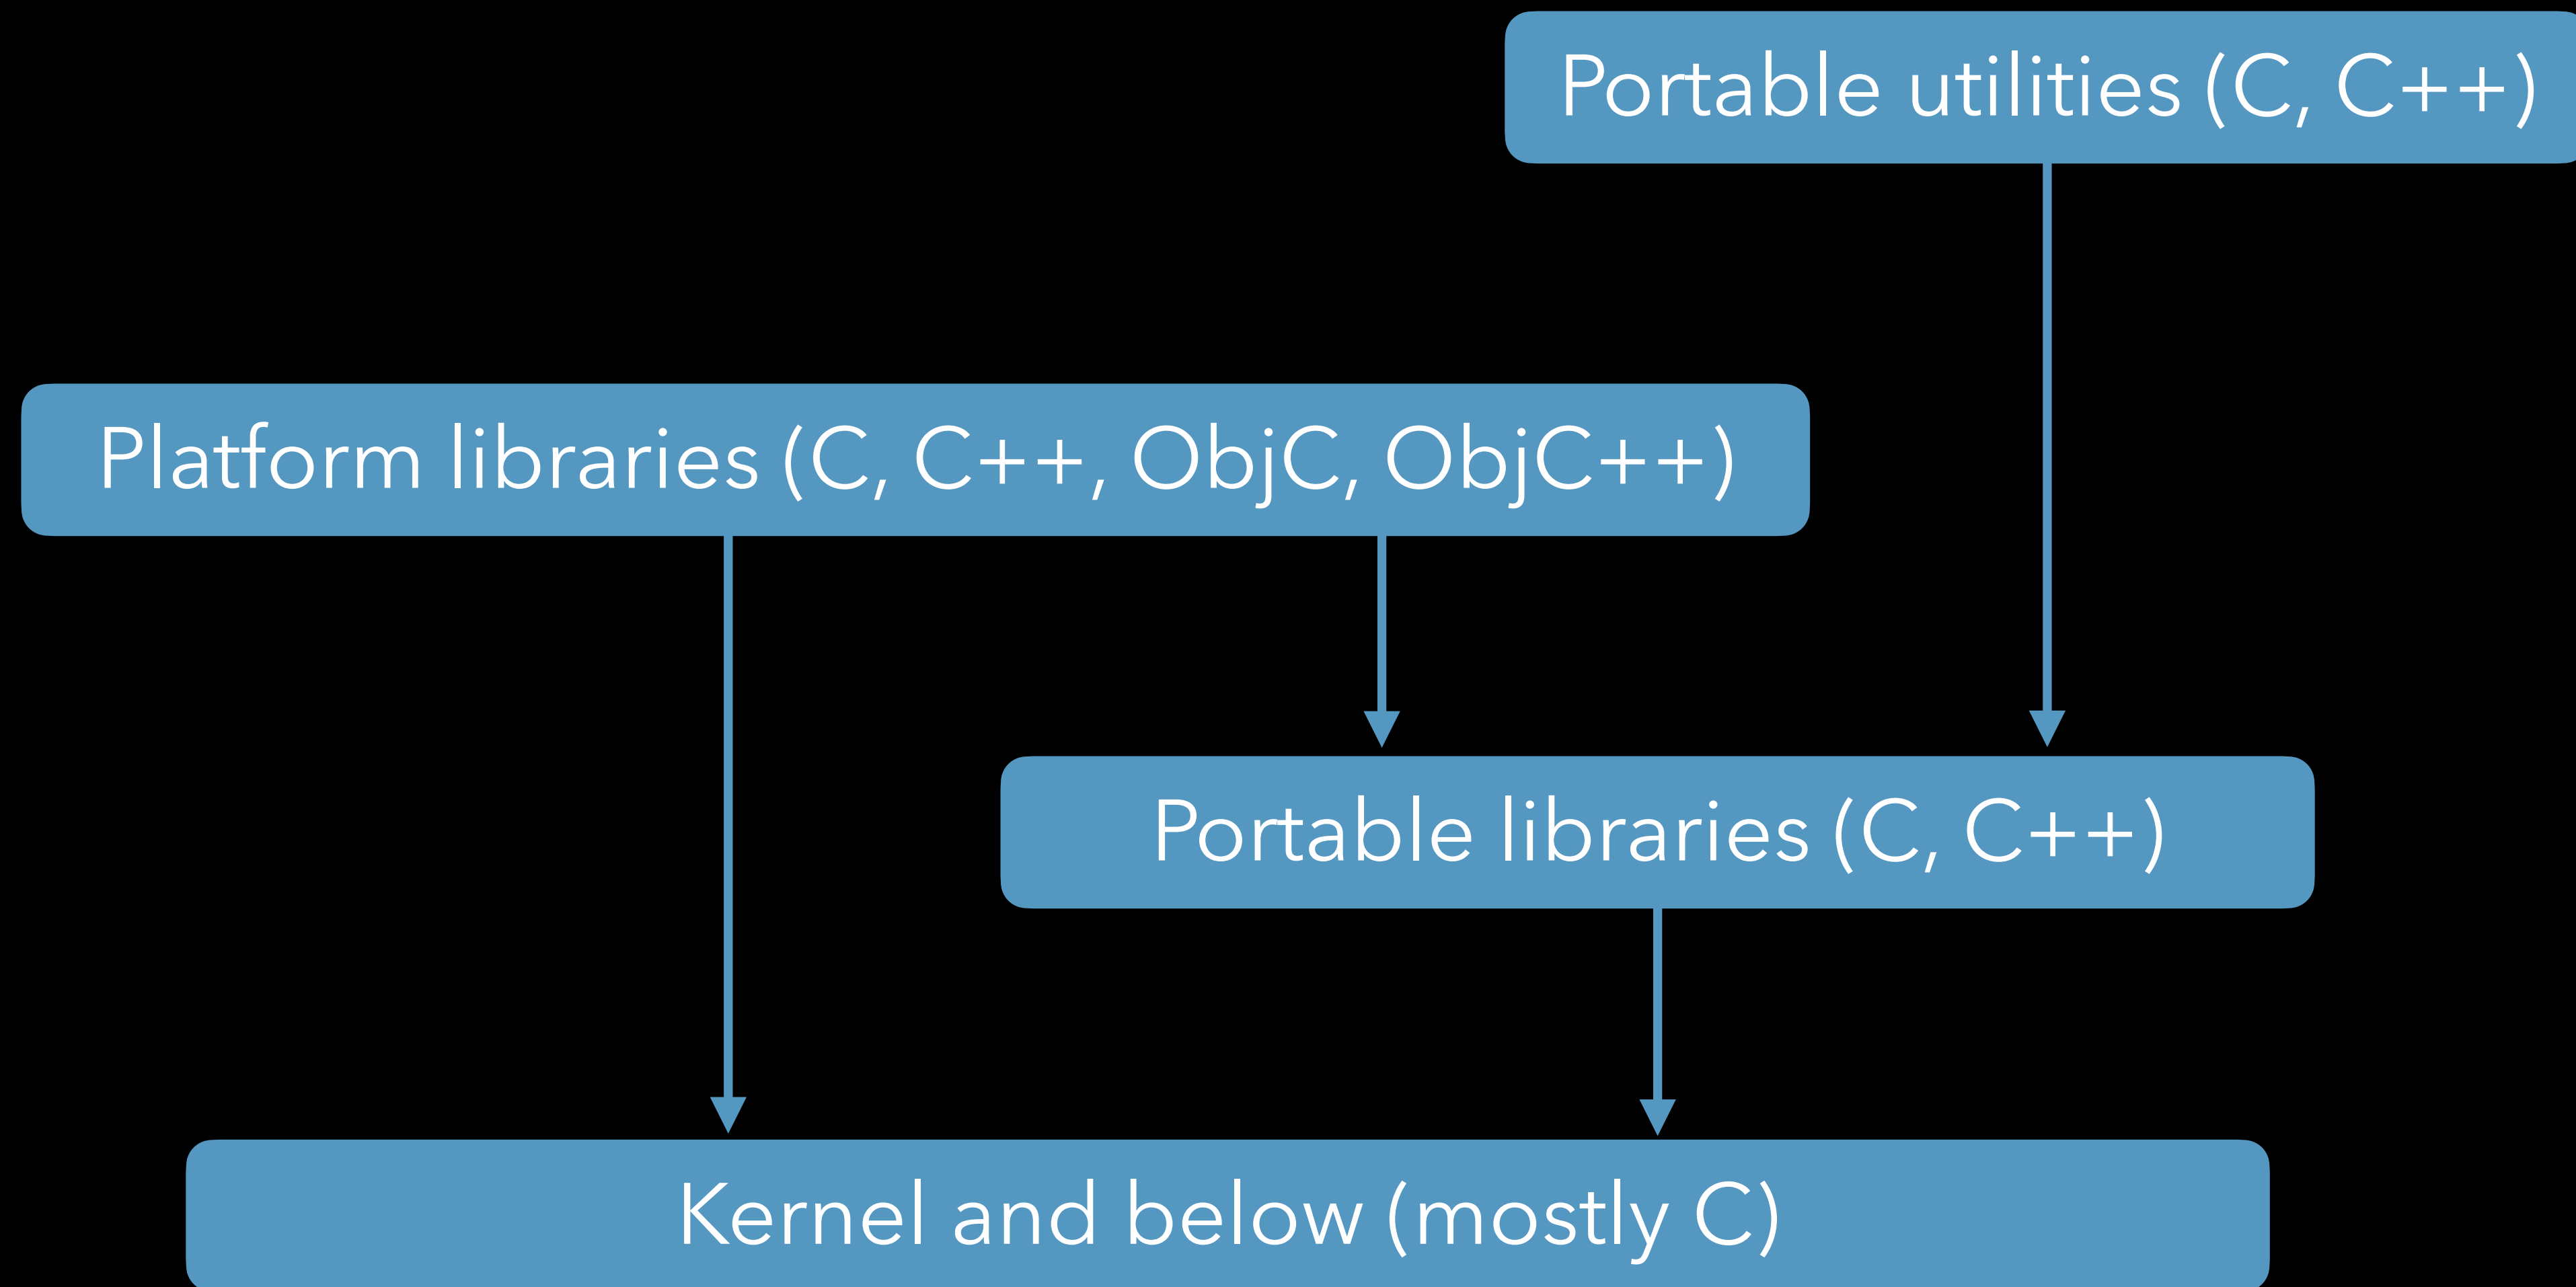 Portable utilities (C, C++)
Platform libraries (C, C++, ObjC, ObjC++)
Portable libraries (C, C++)
Kernel and below (mostly C)